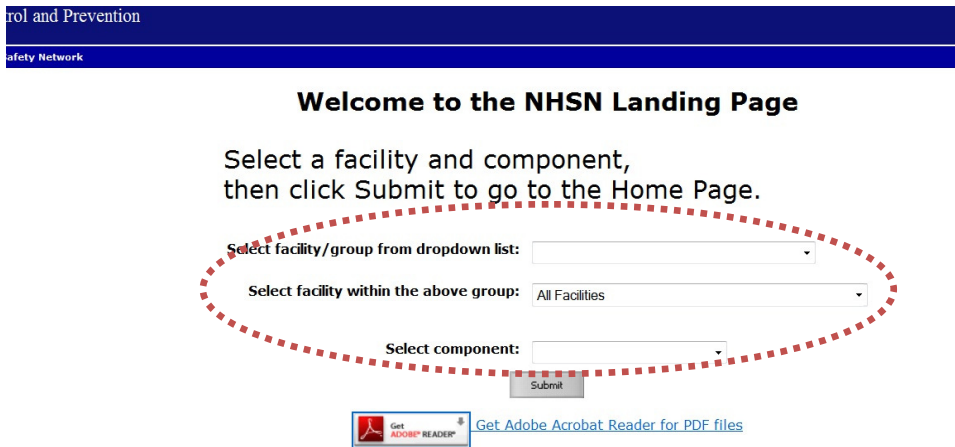 rol and Prevention
Safety Network
Welcome to the NHSN Landing Page
Select a facility and component,
then click Submit to go to the Home Page.
Select facility/group from dropdown list:
Select facility within the above group: All Facilities
Select component:
Submit
Get ADOBE® READER® Get Adobe Acrobat Reader for PDF files